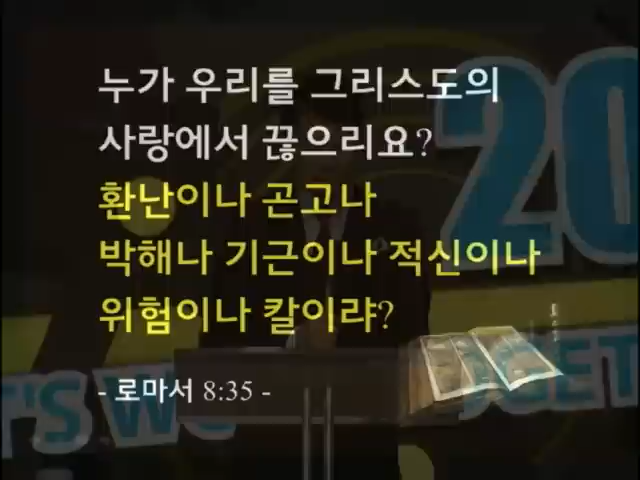 누가 우리를 그리스도의
사랑에서 끊으리요?
환난이나 곤고나
박해나 기근이나 적신이나
위험이나 칼이랴?
- 로마서 8:35 -
20
T'S W
GET